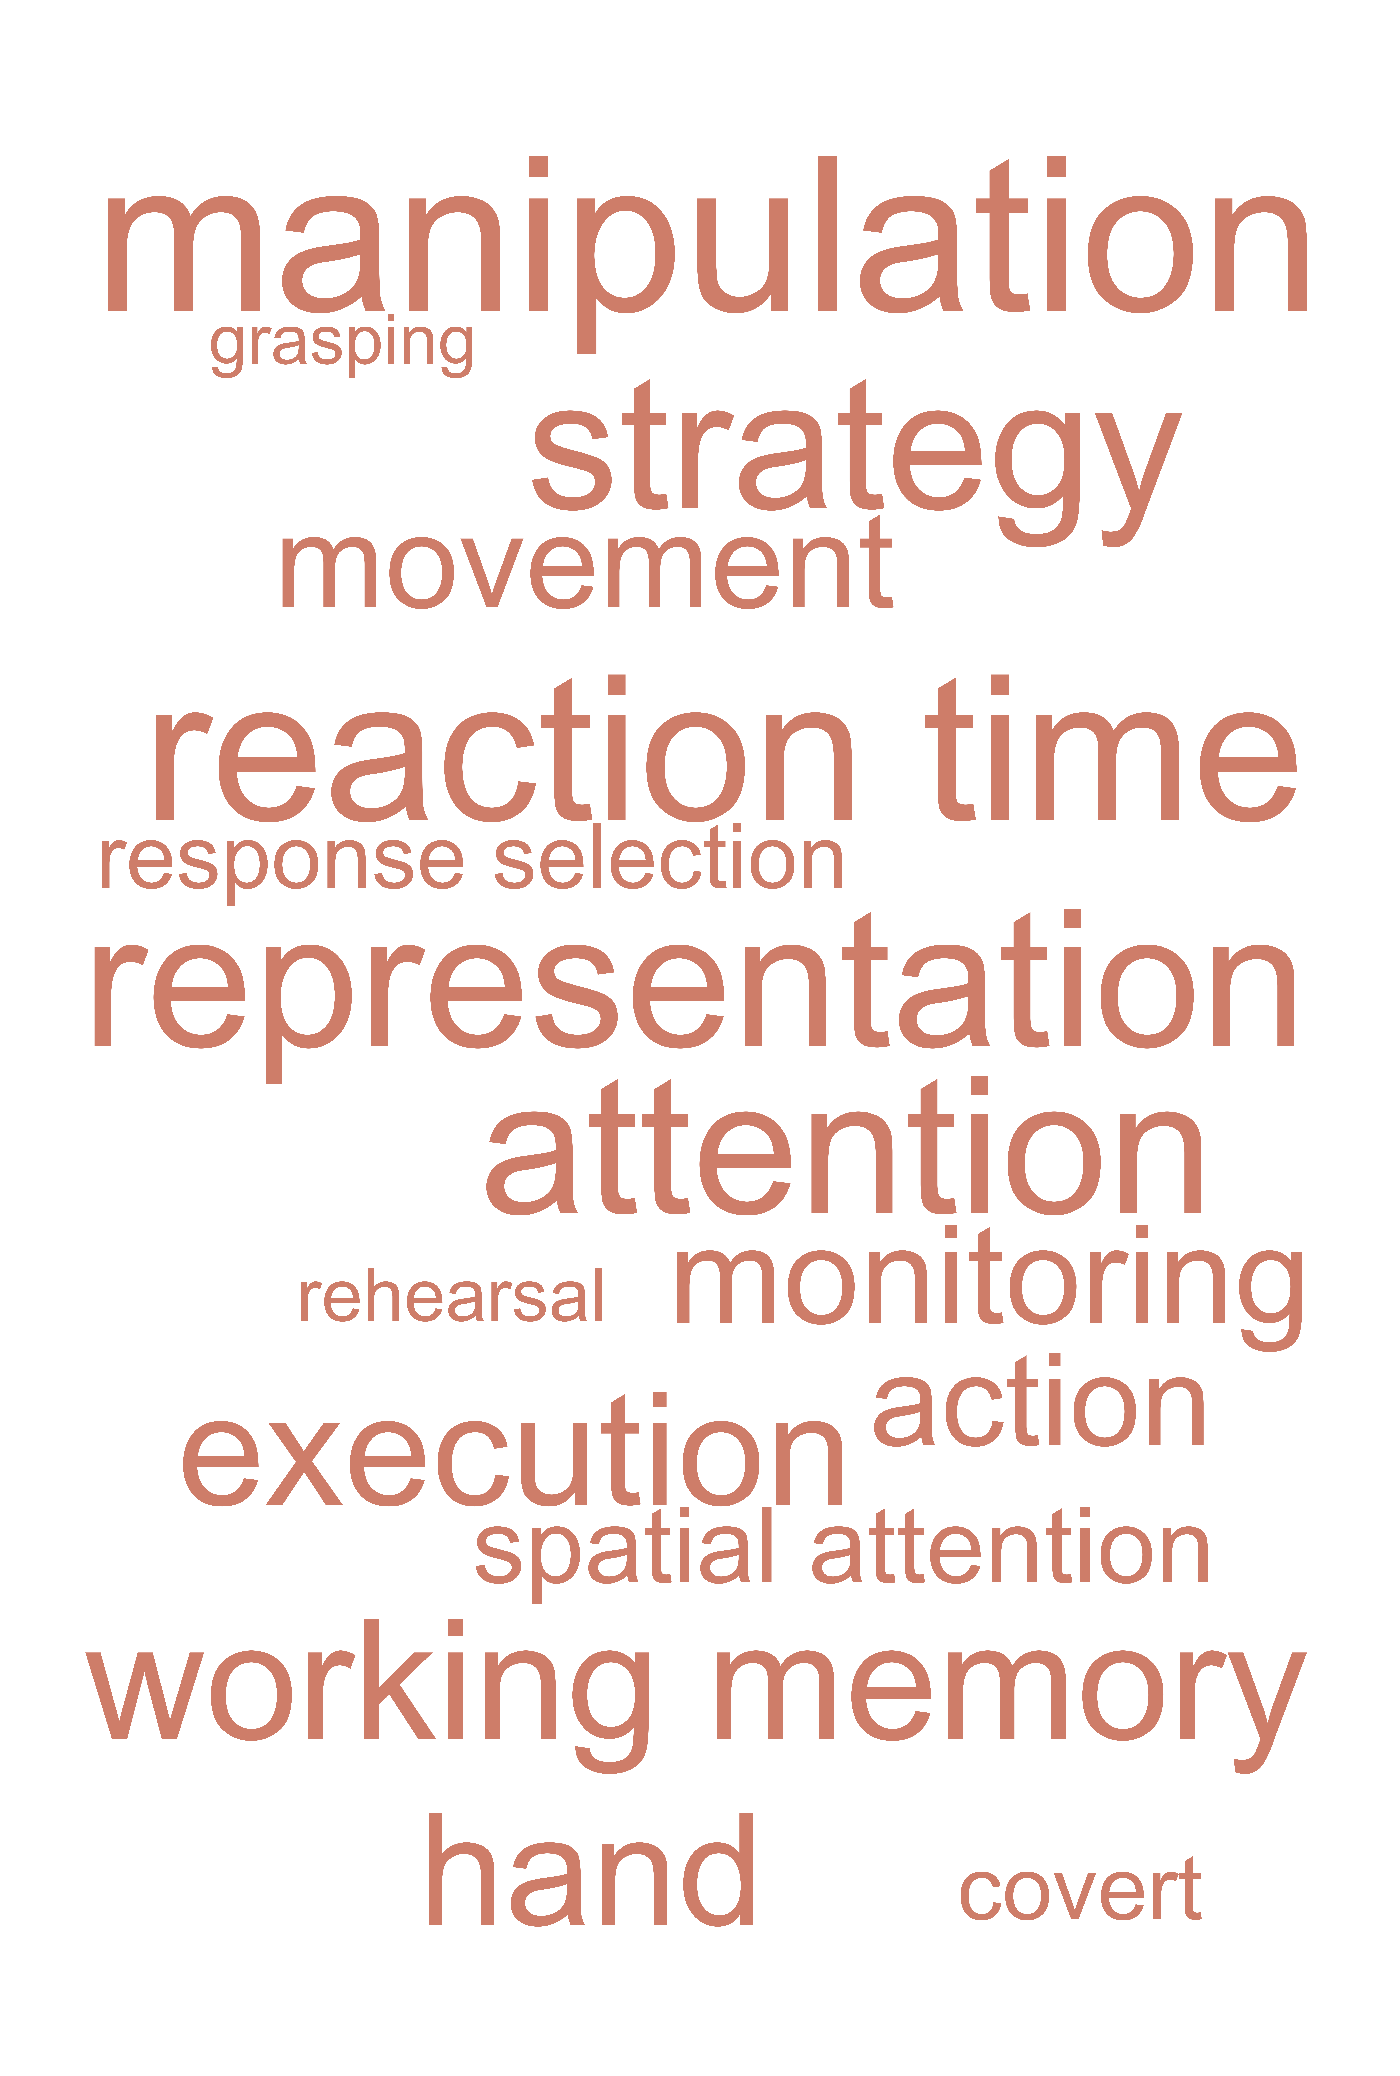 manipulation
grasping
strategy
movement
reaction time
response selection
representation
attention
rehearsal monitoring
action
execution
spatial attention
working memory
hand covert